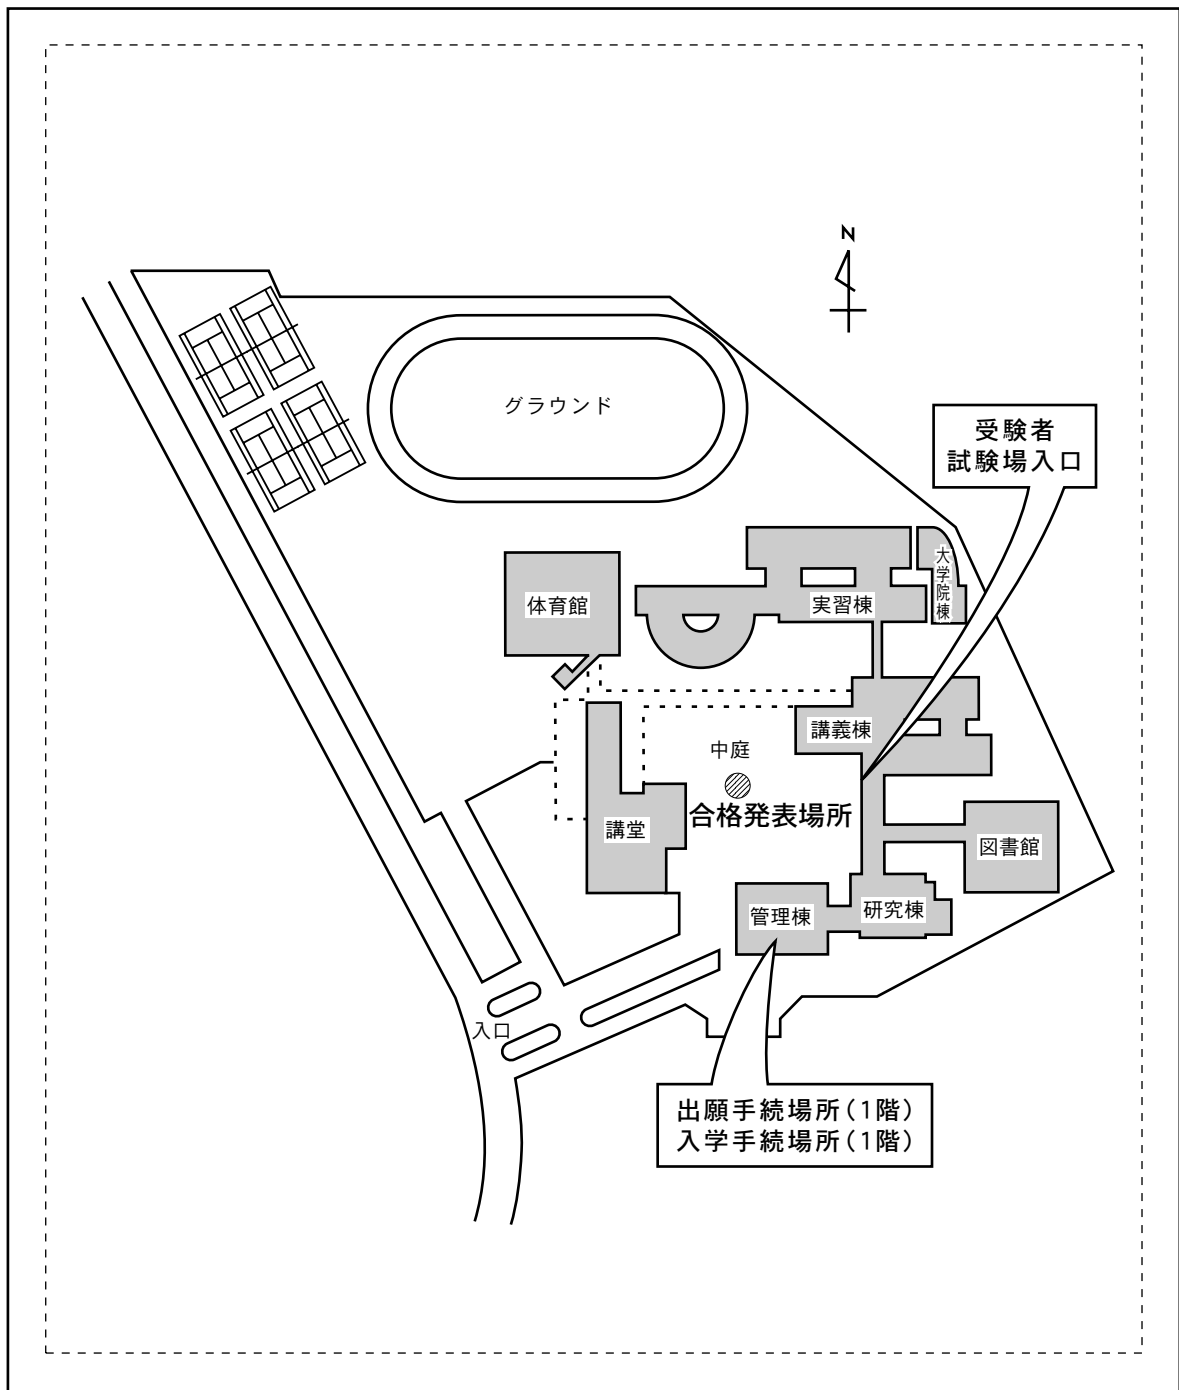 N
グラウンド
受験者
試験場入口
大学院棟
体育館
実習棟
講義棟
中庭
合格発表場所
講堂
図書館
管理棟
研究棟
入口
出願手続場所(1階)
入学手続場所(1階)